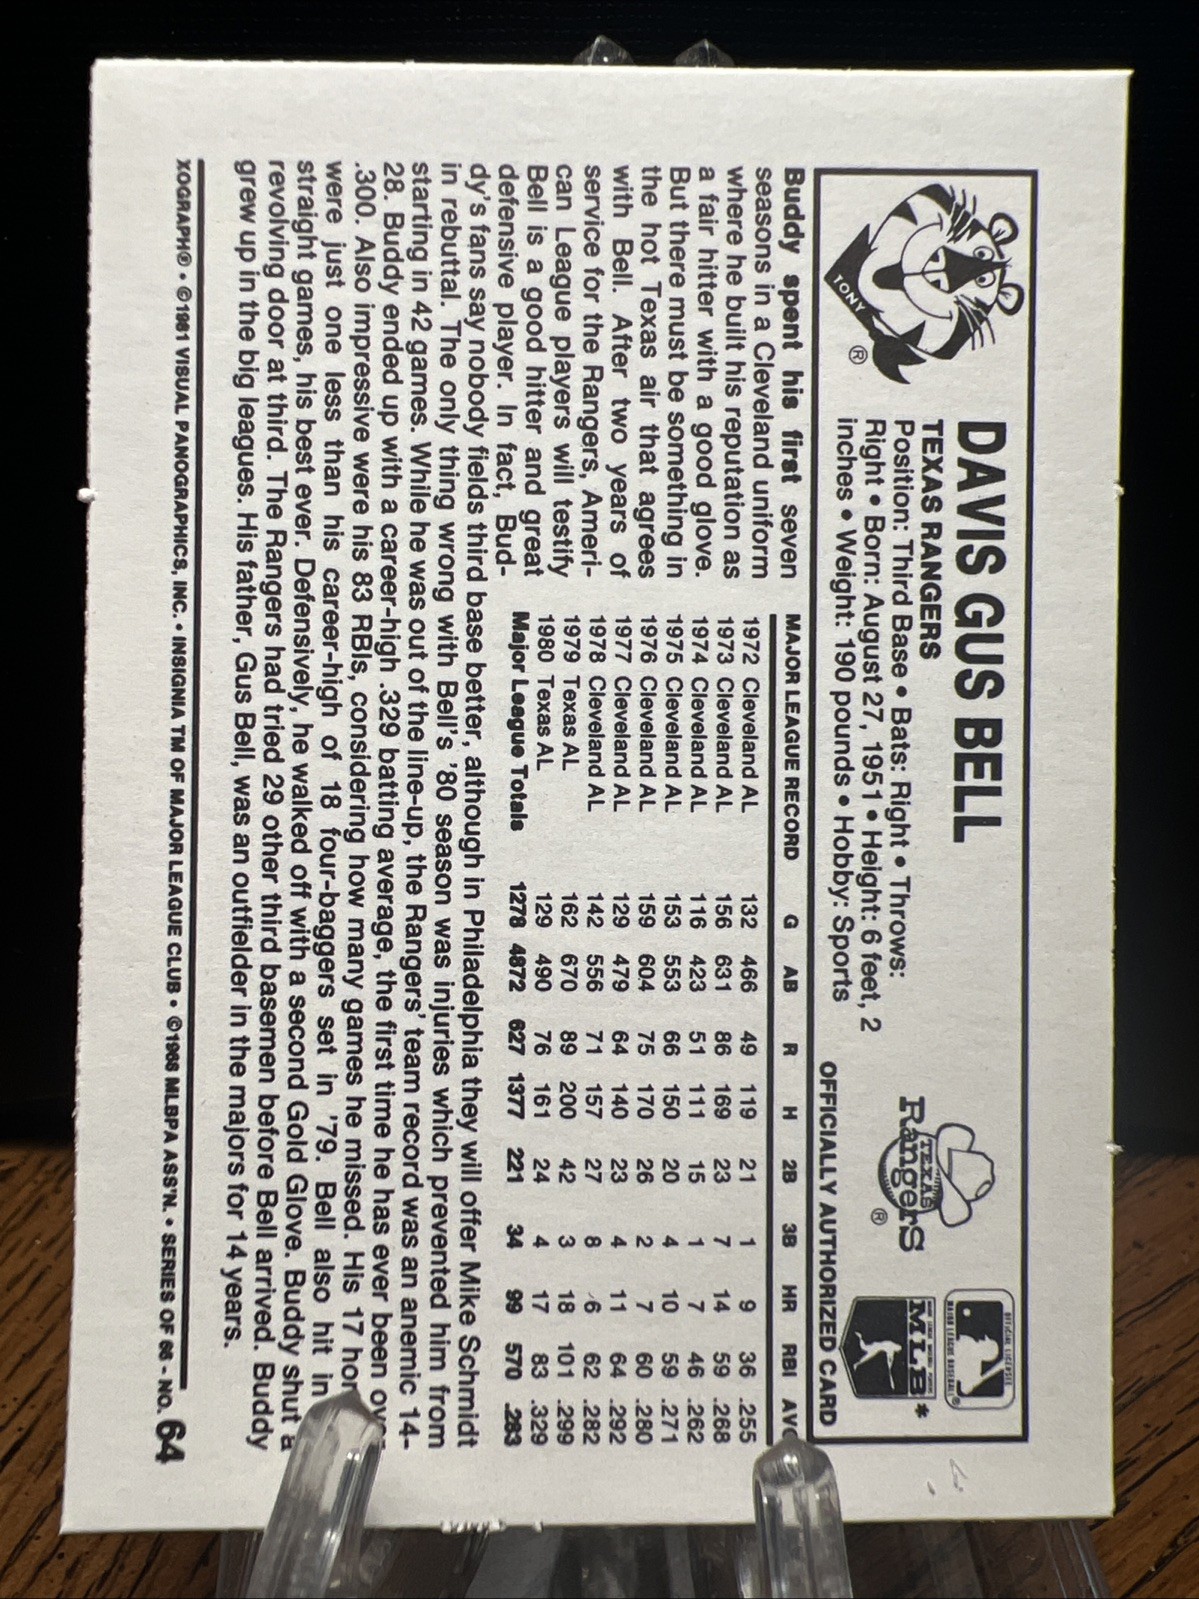 TONY
®
DAVIS GUS BELL
TEXAS RANGERS
Position: Third Base • Bats: Right • Throws:
Right • Born: August 27, 1951 • Height: 6 feet, 2
inches • Weight: 190 pounds • Hobby: Sports
TEXAS
Rangers
®
MLB*
OFFICIALLY AUTHORIZED CARD
Buddy spent his first seven
seasons in a Cleveland uniform
where he built his reputation as
a fair hitter with a good glove.
But there must be something in
the hot Texas air that agrees
with Bell. After two years of
service for the Rangers, Ameri-
can League players will testify
Bell is a good hitter and great
defensive player. In fact, Bud-
MAJOR LEAGUE RECORD G AB R H 2B 3B HR RBI AVG
1972 Cleveland AL 132 466 49 119 21 1 9 36 .255
1973 Cleveland AL 156 631 86 169 23 7 14 59 .268
1974 Cleveland AL 116 423 51 111 15 1 7 46 .262
1975 Cleveland AL 153 553 66 150 20 4 10 59 .271
1976 Cleveland AL 159 604 75 170 26 2 7 60 .280
1977 Cleveland AL 129 479 64 140 23 4 11 64 .292
1978 Cleveland AL 142 556 71 157 27 8 6 62 .282
1979 Texas AL 162 670 89 200 42 3 18 101 .299
1980 Texas AL 129 490 76 161 24 4 17 83 .329
Major League Totals 1278 4872 627 1377 221 34 99 570 .283
dy's fans say nobody fields third base better, although in Philadelphia they will offer Mike Schmidt
in rebuttal. The only thing wrong with Bell's '80 season was injuries which prevented him from
starting in 42 games. While he was out of the line-up, the Rangers' team record was an anemic 14-
28. Buddy ended up with a career-high .329 batting average, the first time he has ever been over
.300. Also impressive were his 83 RBIs, considering how many games he missed. His 17
were just one less than his career-high of 18 four-baggers set in '79. Bell also hit in
straight games, his best ever. Defensively, he walked off with a second Gold Glove. Buddy shut a
revolving door at third. The Rangers had tried 29 other third basemen before Bell arrived. Buddy
grew up in the big leagues. His father, Gus Bell, was an outfielder in the majors for 14 years.
XOGRAPH® • ©1981 VISUAL PANOGRAPHICS, INC. • INSIGNIA TM OF MAJOR LEAGUE CLUB • ©1968 MLBPA ASS'N. • SERIES OF 66 - NO. 64